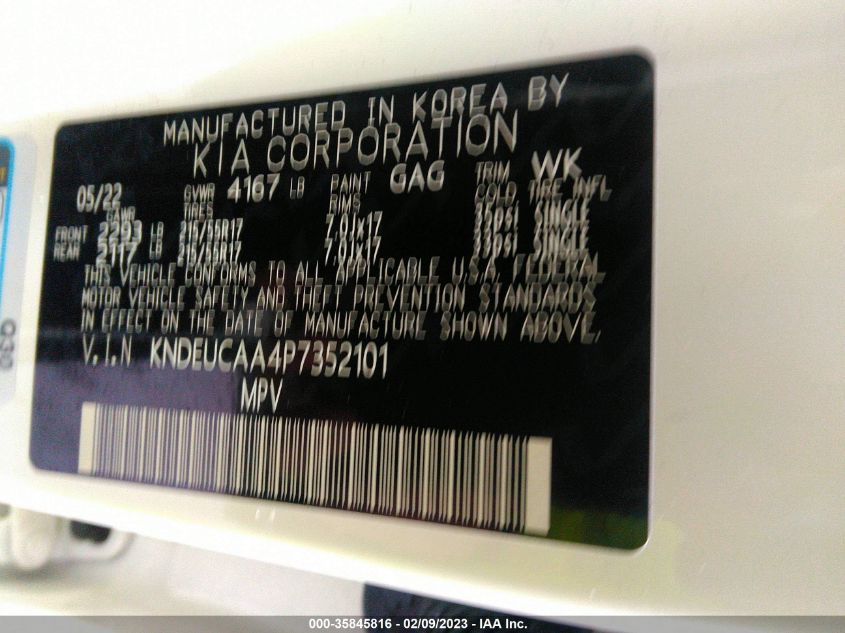 MANUFACTURED IN KOREA BY
KIA CORPORATION
05/22 GVWR 4167 LB PAINT GAG TRIM WK
GAWR TIRES RIMS COLD TIRE INFL
FRONT 2293 LB 215/55R17 7.0JX17 33psi SINGLE
REAR 2117 LB 215/55R17 7.0JX17 33psi SINGLE
THIS VEHICLE CONFORMS TO ALL APPLICABLE U.S.A. FEDERAL
MOTOR VEHICLE SAFETY AND THEFT PREVENTION STANDARDS
IN EFFECT ON THE DATE OF MANUFACTURE SHOWN ABOVE.
V.I.N KNDEUCAA4P7352101
MPV
000-35845816 - 02/09/2023 - IAA Inc.